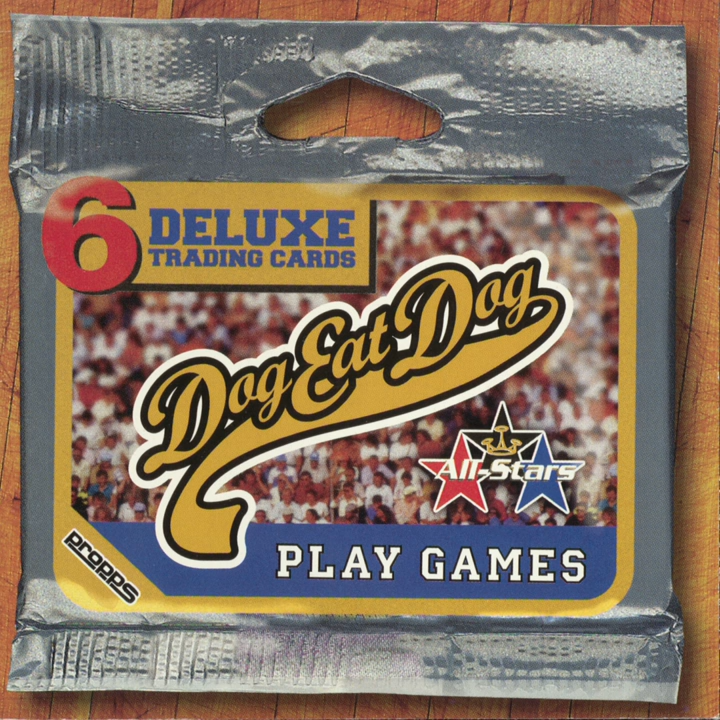 6 DELUXE
TRADING CARDS
Dog Eat Dog
All-Stars
propps
PLAY GAMES